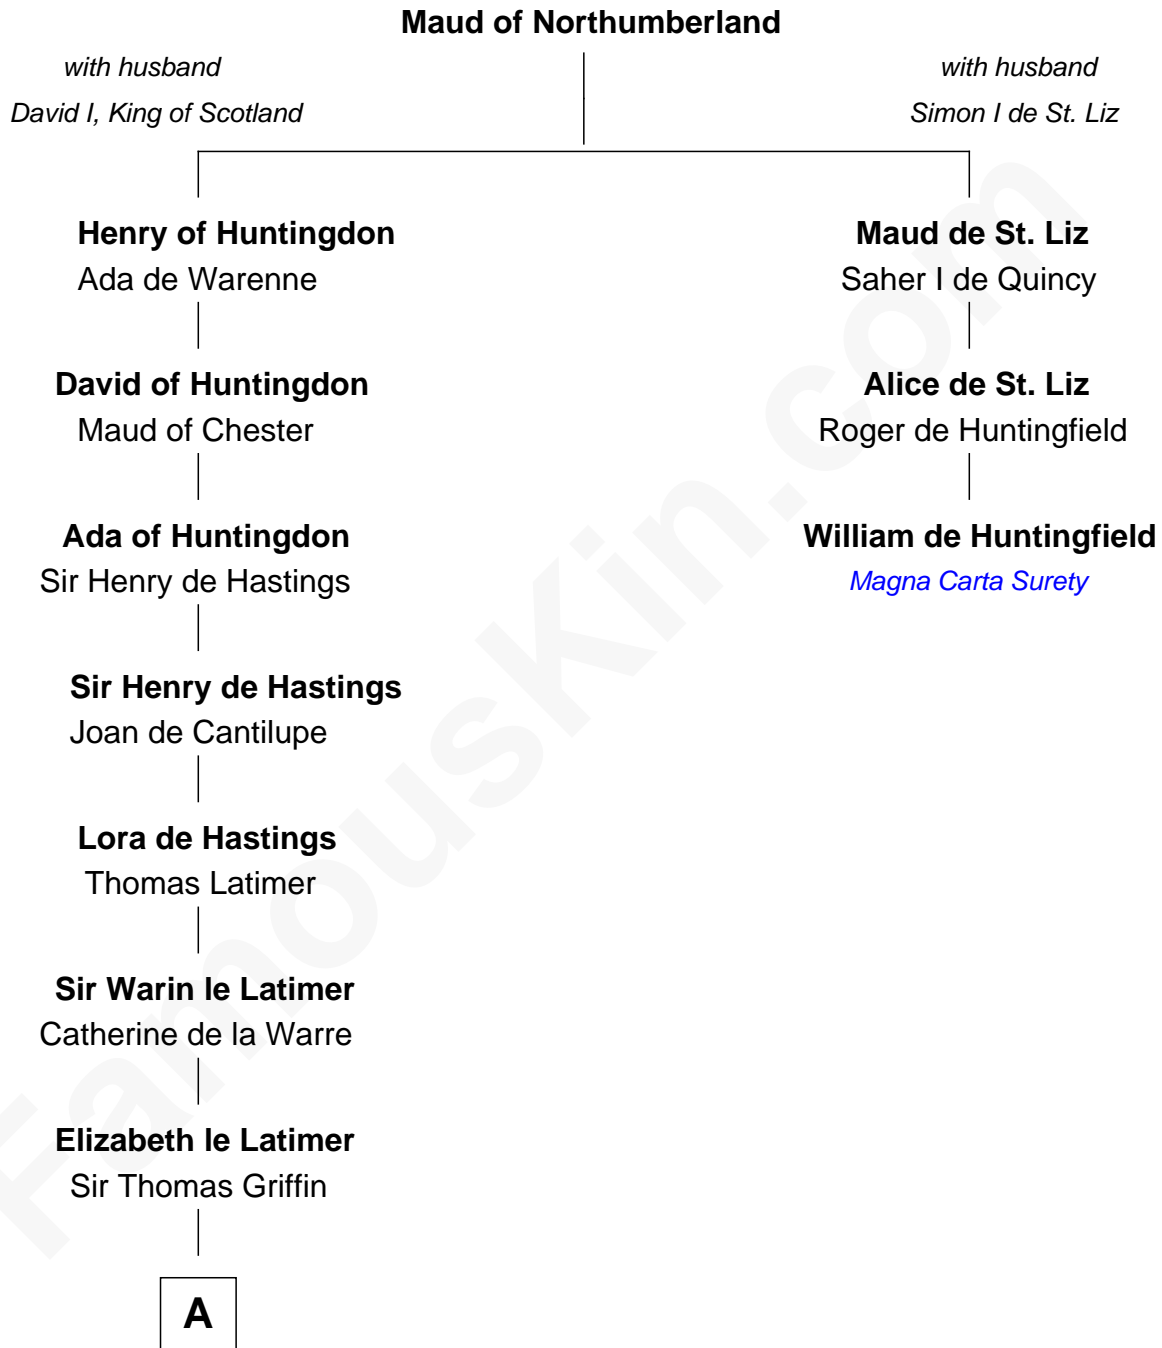 Maud of Northumberland
with husband
David I, King of Scotland
with husband
Simon I de St. Liz
Henry of Huntingdon
Ada de Warenne
Maud de St. Liz
Saher I de Quincy
David of Huntingdon
Maud of Chester
Alice de St. Liz
Roger de Huntingfield
Ada of Huntingdon
Sir Henry de Hastings
William de Huntingfield
Magna Carta Surety
Sir Henry de Hastings
Joan de Cantilupe
Lora de Hastings
Thomas Latimer
Sir Warin le Latimer
Catherine de la Warre
Elizabeth le Latimer
Sir Thomas Griffin
A
FamousKin.com